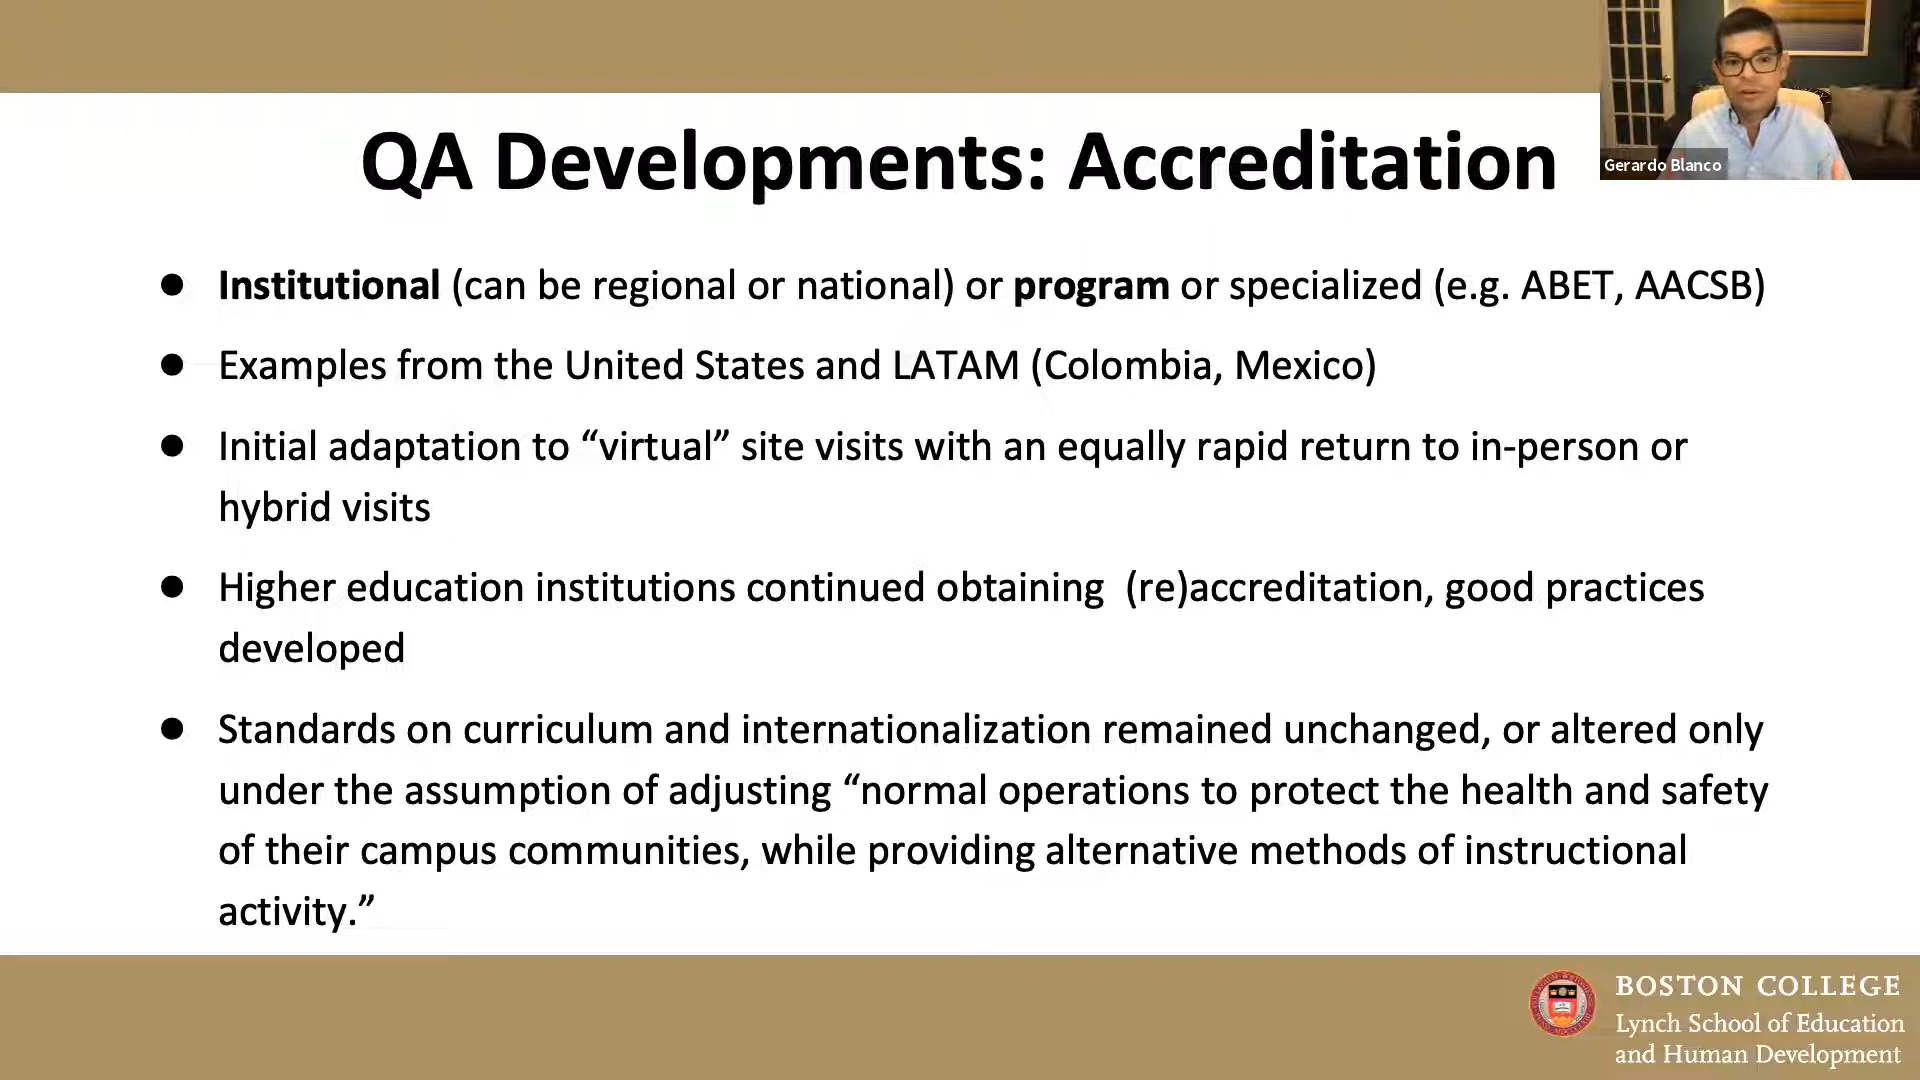 QA Developments: Accreditation
Gerardo Blanco
● Institutional (can be regional or national) or program or specialized (e.g. ABET, AACSB)
● Examples from the United States and LATAM (Colombia, Mexico)
● Initial adaptation to “virtual” site visits with an equally rapid return to in-person or
hybrid visits
● Higher education institutions continued obtaining  (re)accreditation, good practices
developed
● Standards on curriculum and internationalization remained unchanged, or altered only
under the assumption of adjusting “normal operations to protect the health and safety
of their campus communities, while providing alternative methods of instructional
activity.”
BOSTON COLLEGE
Lynch School of Education
and Human Development